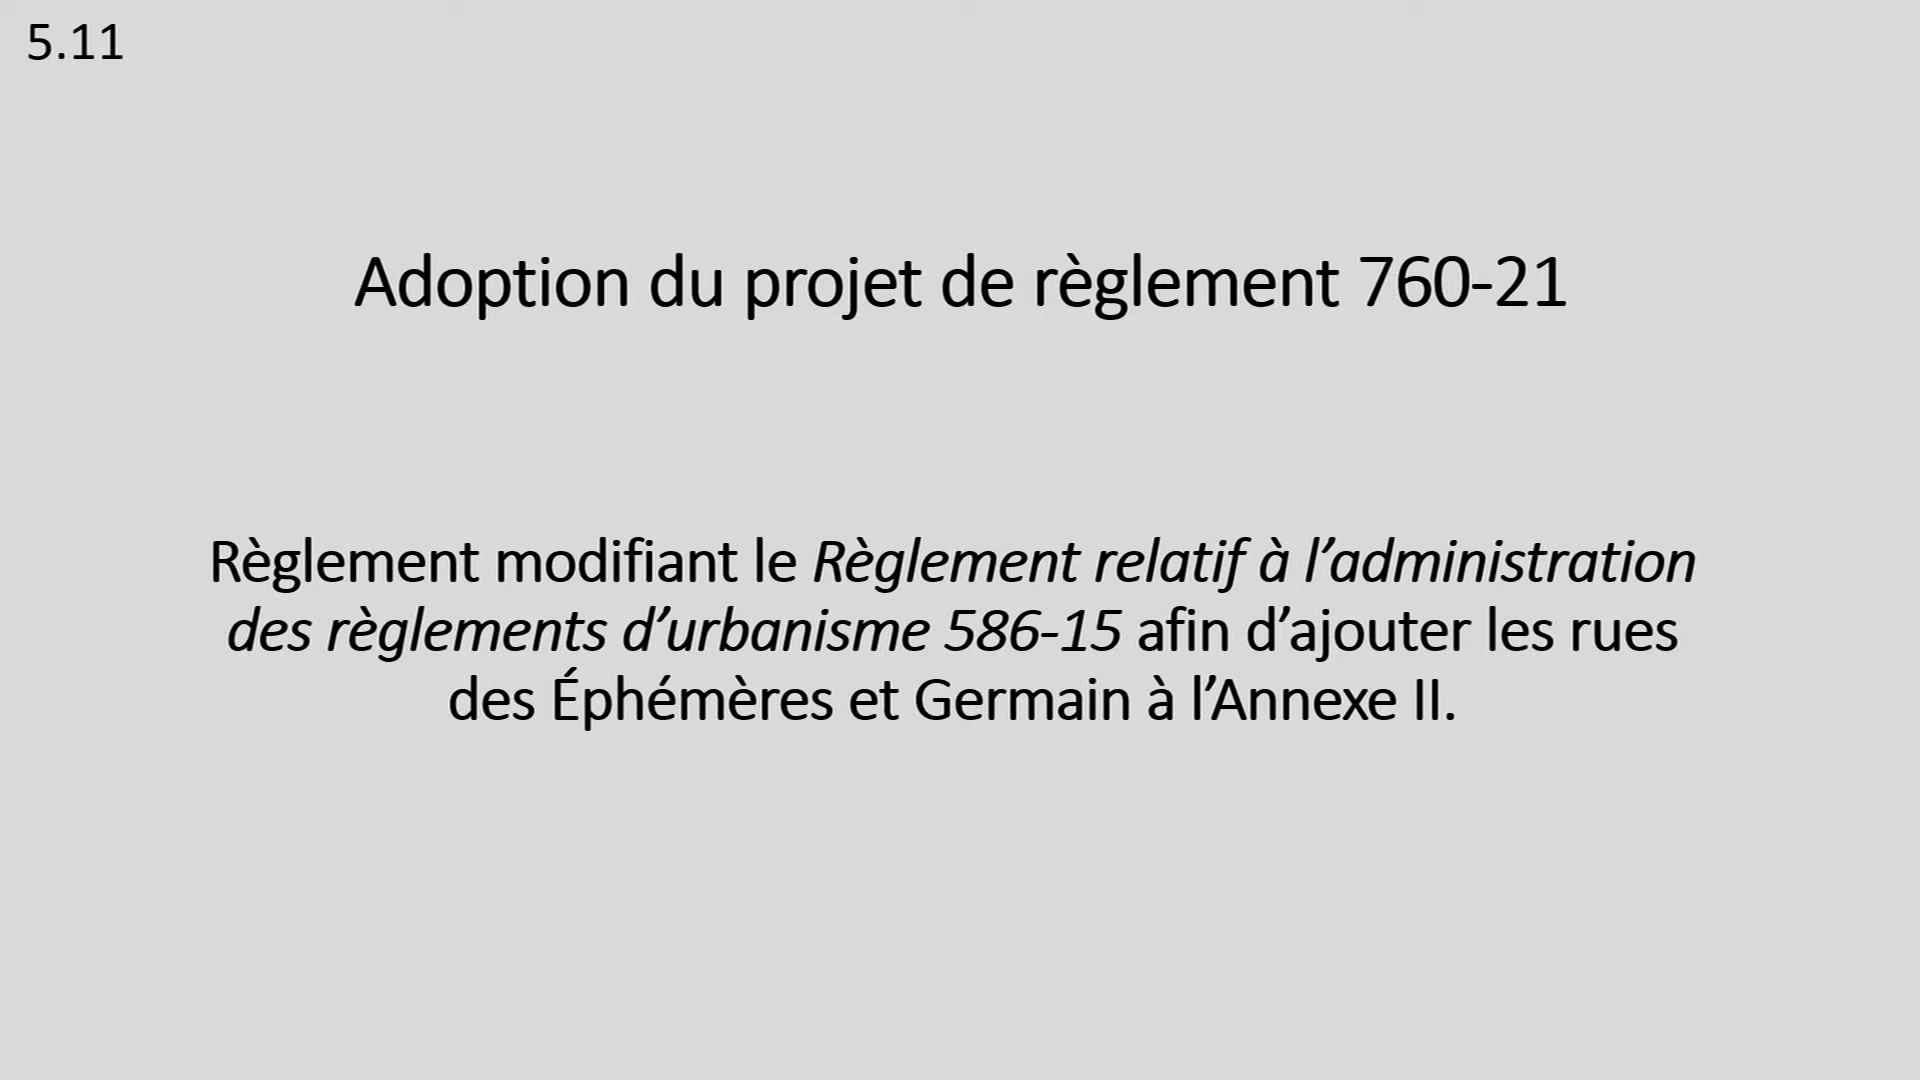 5.11
Adoption du projet de règlement 760-21
Règlement modifiant le Règlement relatif à l’administration
des règlements d’urbanisme 586-15 afin d’ajouter les rues
des Éphémères et Germain à l’Annexe II.